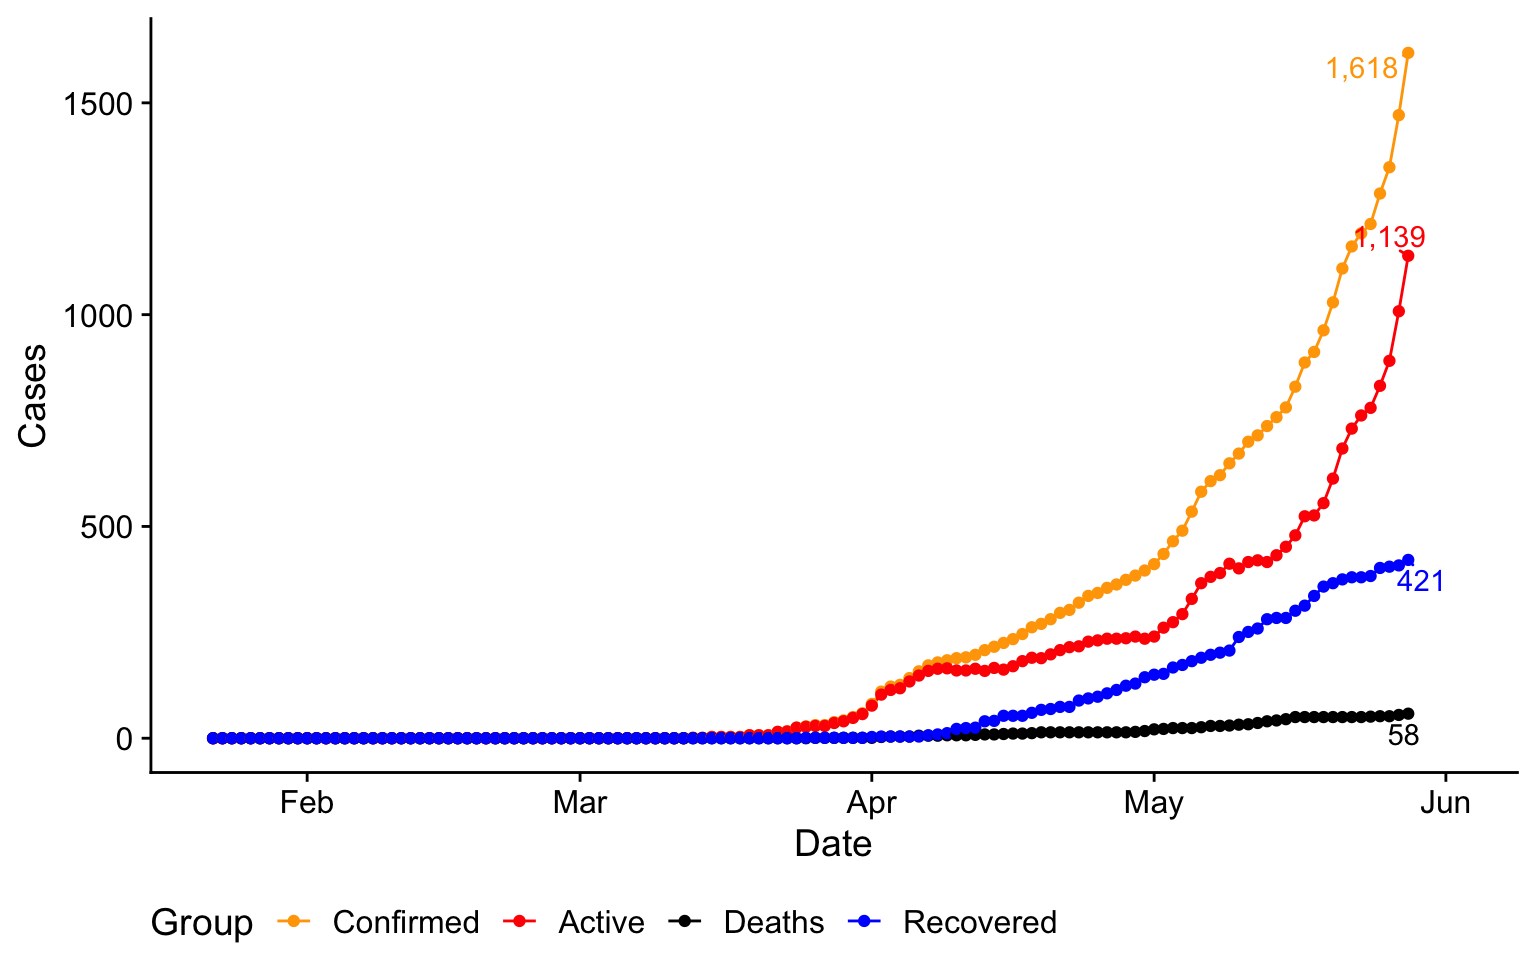 1,618
1500
1,139
1000
Cases
500
421
58
0
Feb Mar Apr May Jun
Date
Group Confirmed Active Deaths Recovered